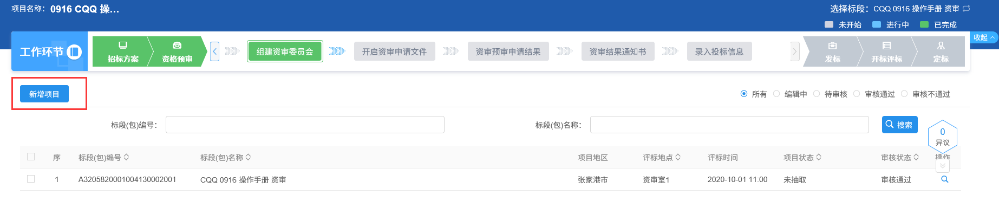 项目名称： 0916 CQQ 操...
选择标段： CQQ 0916 操作手册 资审
未开始 进行中 已完成
收起
工作环节
招标方案 资格预审 组建资审委员会 开启资审申请文件 资审预审申请结果 资审结果通知书 录入投标信息 发标 开标评标 定标
新增项目
所有 编辑中 待审核 审核通过 审核不通过
标段(包)编号： 标段(包)名称： 搜索
0
异议
序 标段(包)编号 标段(包)名称 项目地区 评标地点 评标时间 项目状态 审核状态 操作
1 A3205820001004130002001 CQQ 0916 操作手册 资审 张家港市 资审室1 2020-10-01 11:00 未抽取 审核通过